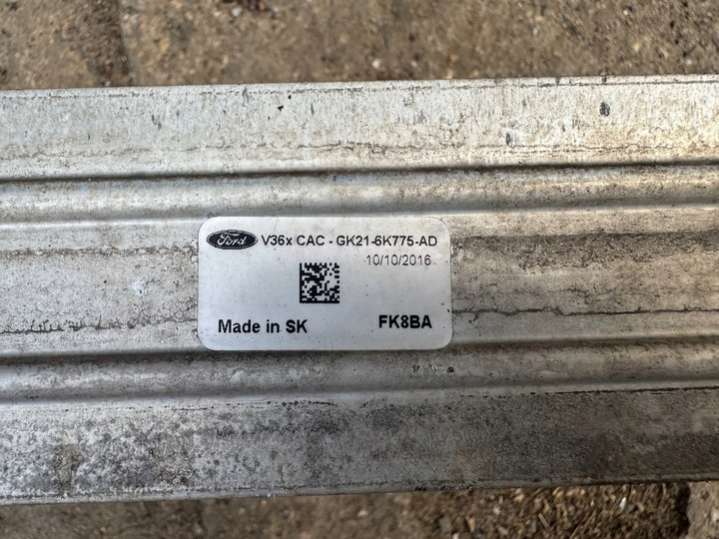 Ford V36x CAC - GK21-6K775-AD
10/10/2016
Made in SK FK8BA